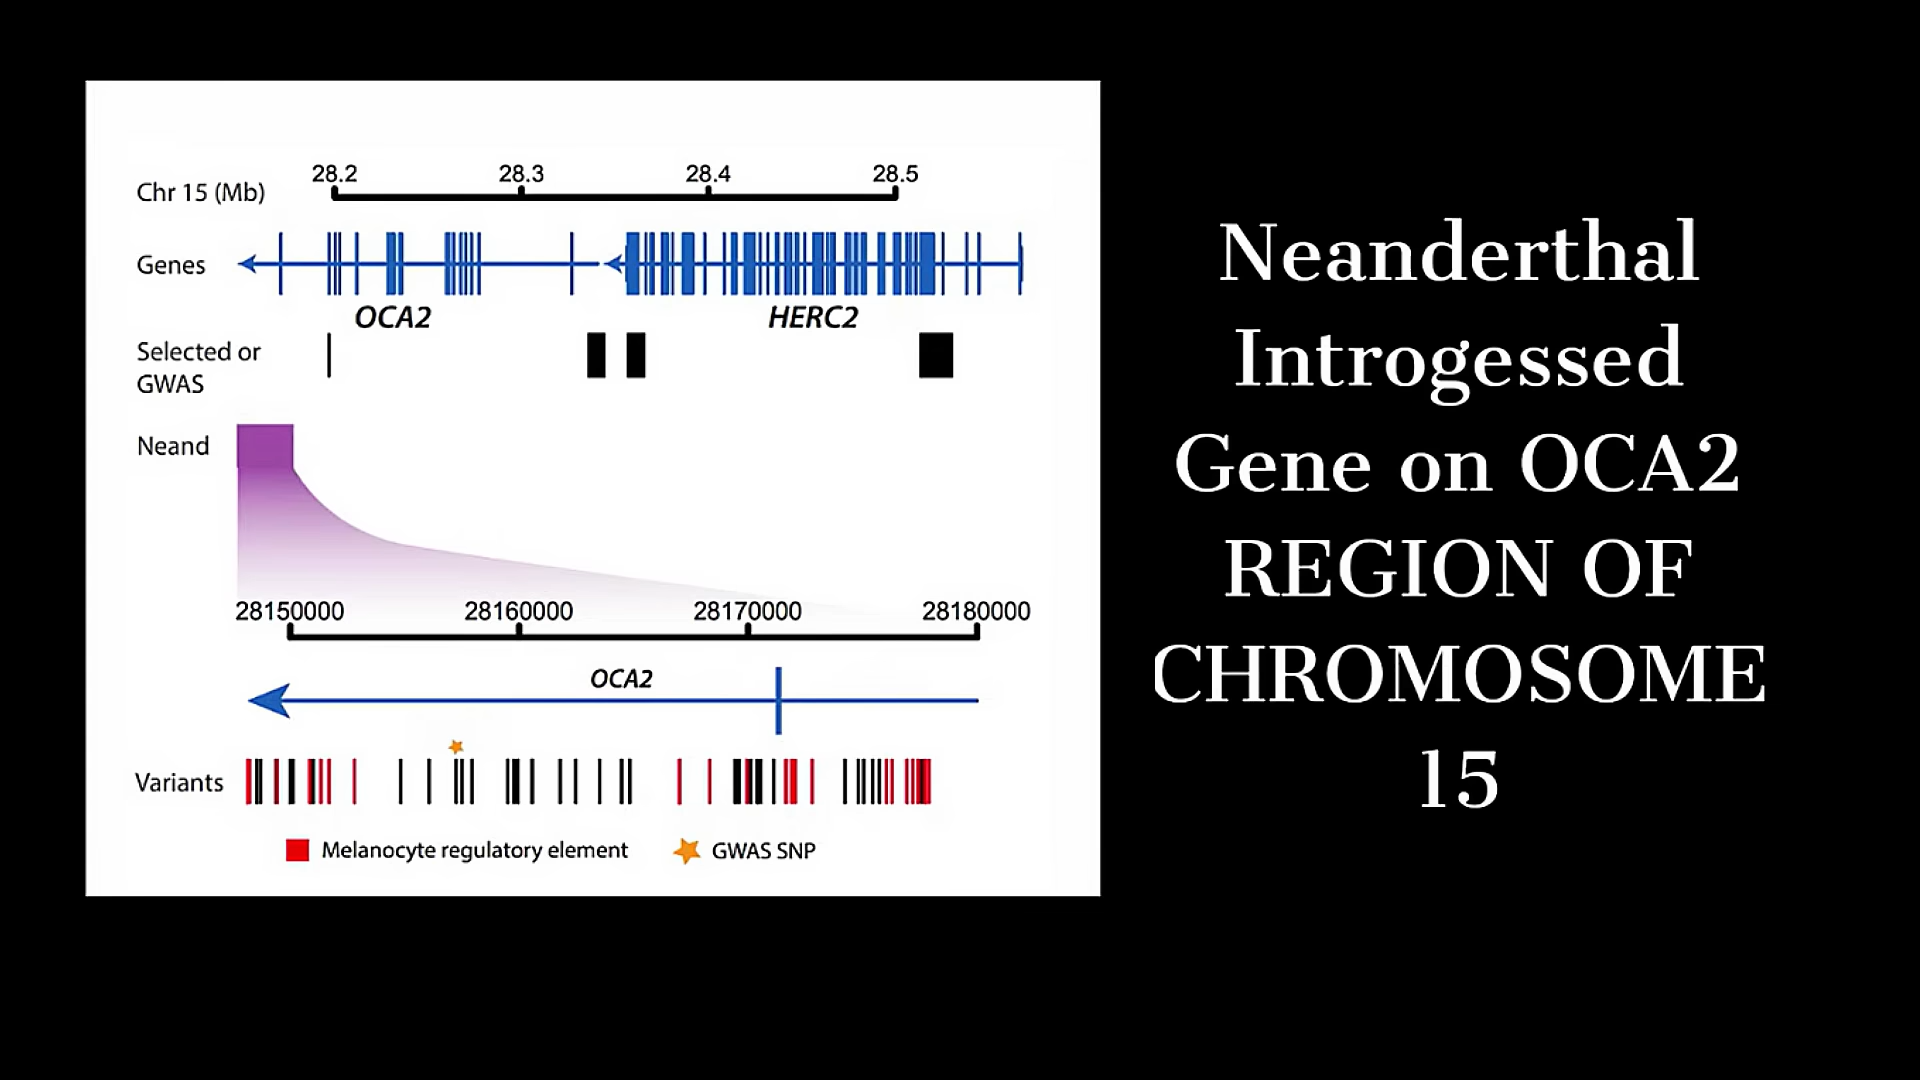 28.2 28.3 28.4 28.5
Chr 15 (Mb)
Genes
OCA2 HERC2
Selected or
GWAS
Neand
28150000 28160000 28170000 28180000
OCA2
Variants
Melanocyte regulatory element GWAS SNP
Neanderthal
Introgessed
Gene on OCA2
REGION OF
CHROMOSOME
15